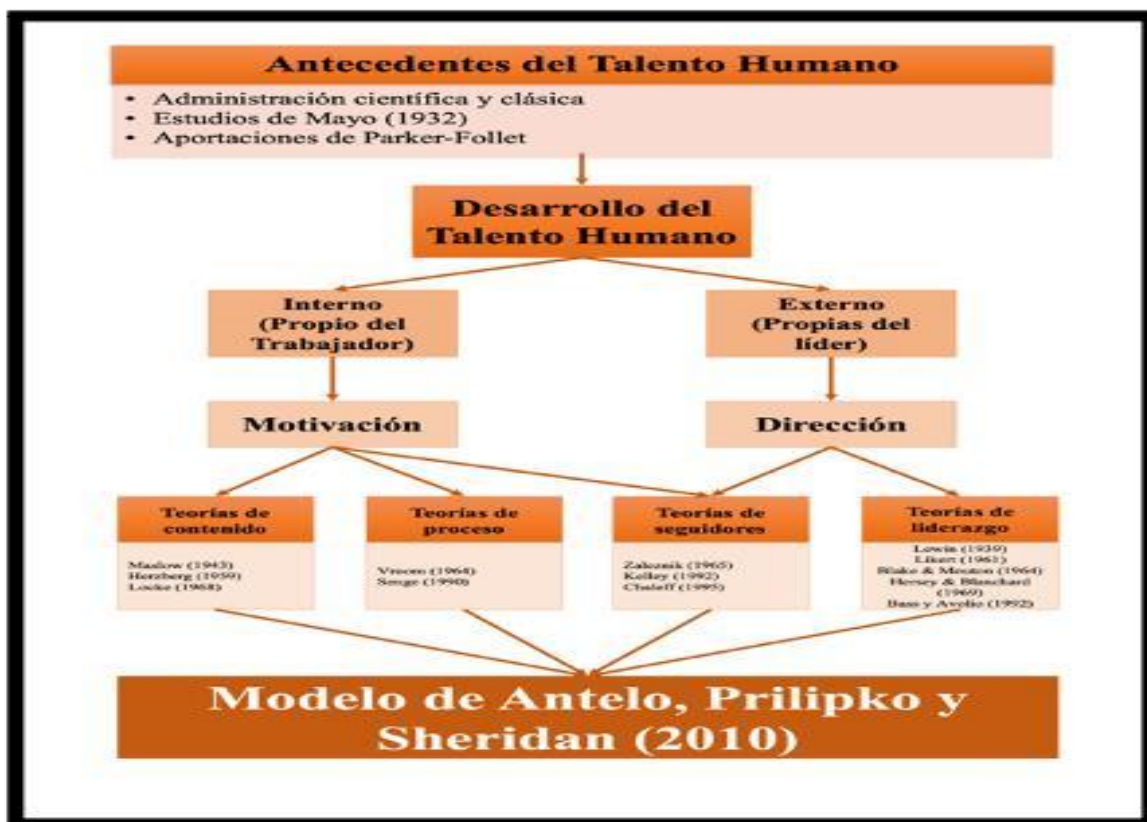 Antecedentes del Talento Humano
• Administración científica y clásica
• Estudios de Mayo (1932)
• Aportaciones de Parker-Follet
Desarrollo del
Talento Humano
Interno
(Propio del
Trabajador)
Externo
(Propias del
líder)
Motivación
Dirección
Teorías de
contenido
Maslow (1943)
Herzberg (1959)
Locke (1968)
Teorías de
proceso
Vroom (1964)
Senge (1990)
Teorías de
seguidores
Zaleznik (1965)
Kelley (1992)
Chaleff (1995)
Teorías de
liderazgo
Lewin (1939)
Likert (1961)
Blake & Mouton (1964)
Hersey & Blanchard
(1969)
Bass y Avolio (1992)
Modelo de Antelo, Prilipko y
Sheridan (2010)